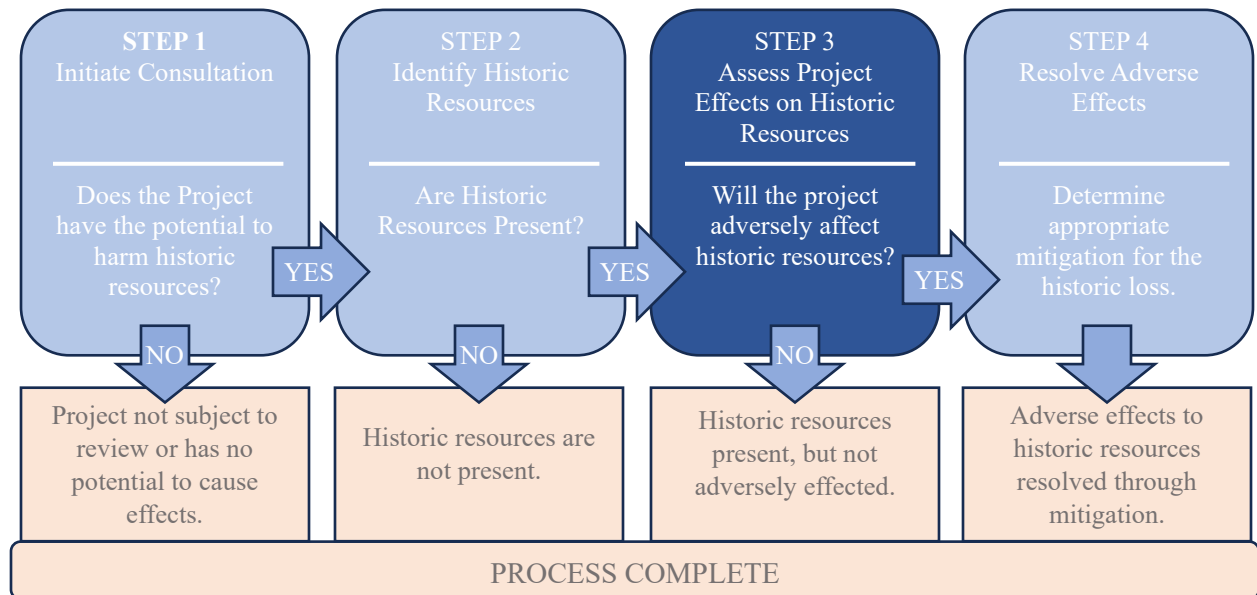 STEP 1
Initiate Consultation
Does the Project
have the potential to
harm historic
resources?
YES
NO
Project not subject to
review or has no
potential to cause
effects.
STEP 2
Identify Historic
Resources
Are Historic
Resources Present?
YES
NO
Historic resources are
not present.
STEP 3
Assess Project
Effects on Historic
Resources
Will the project
adversely affect
historic resources?
YES
NO
Historic resources
present, but not
adversely effected.
STEP 4
Resolve Adverse
Effects
Determine
appropriate
mitigation for the
historic loss.
Adverse effects to
historic resources
resolved through
mitigation.
PROCESS COMPLETE